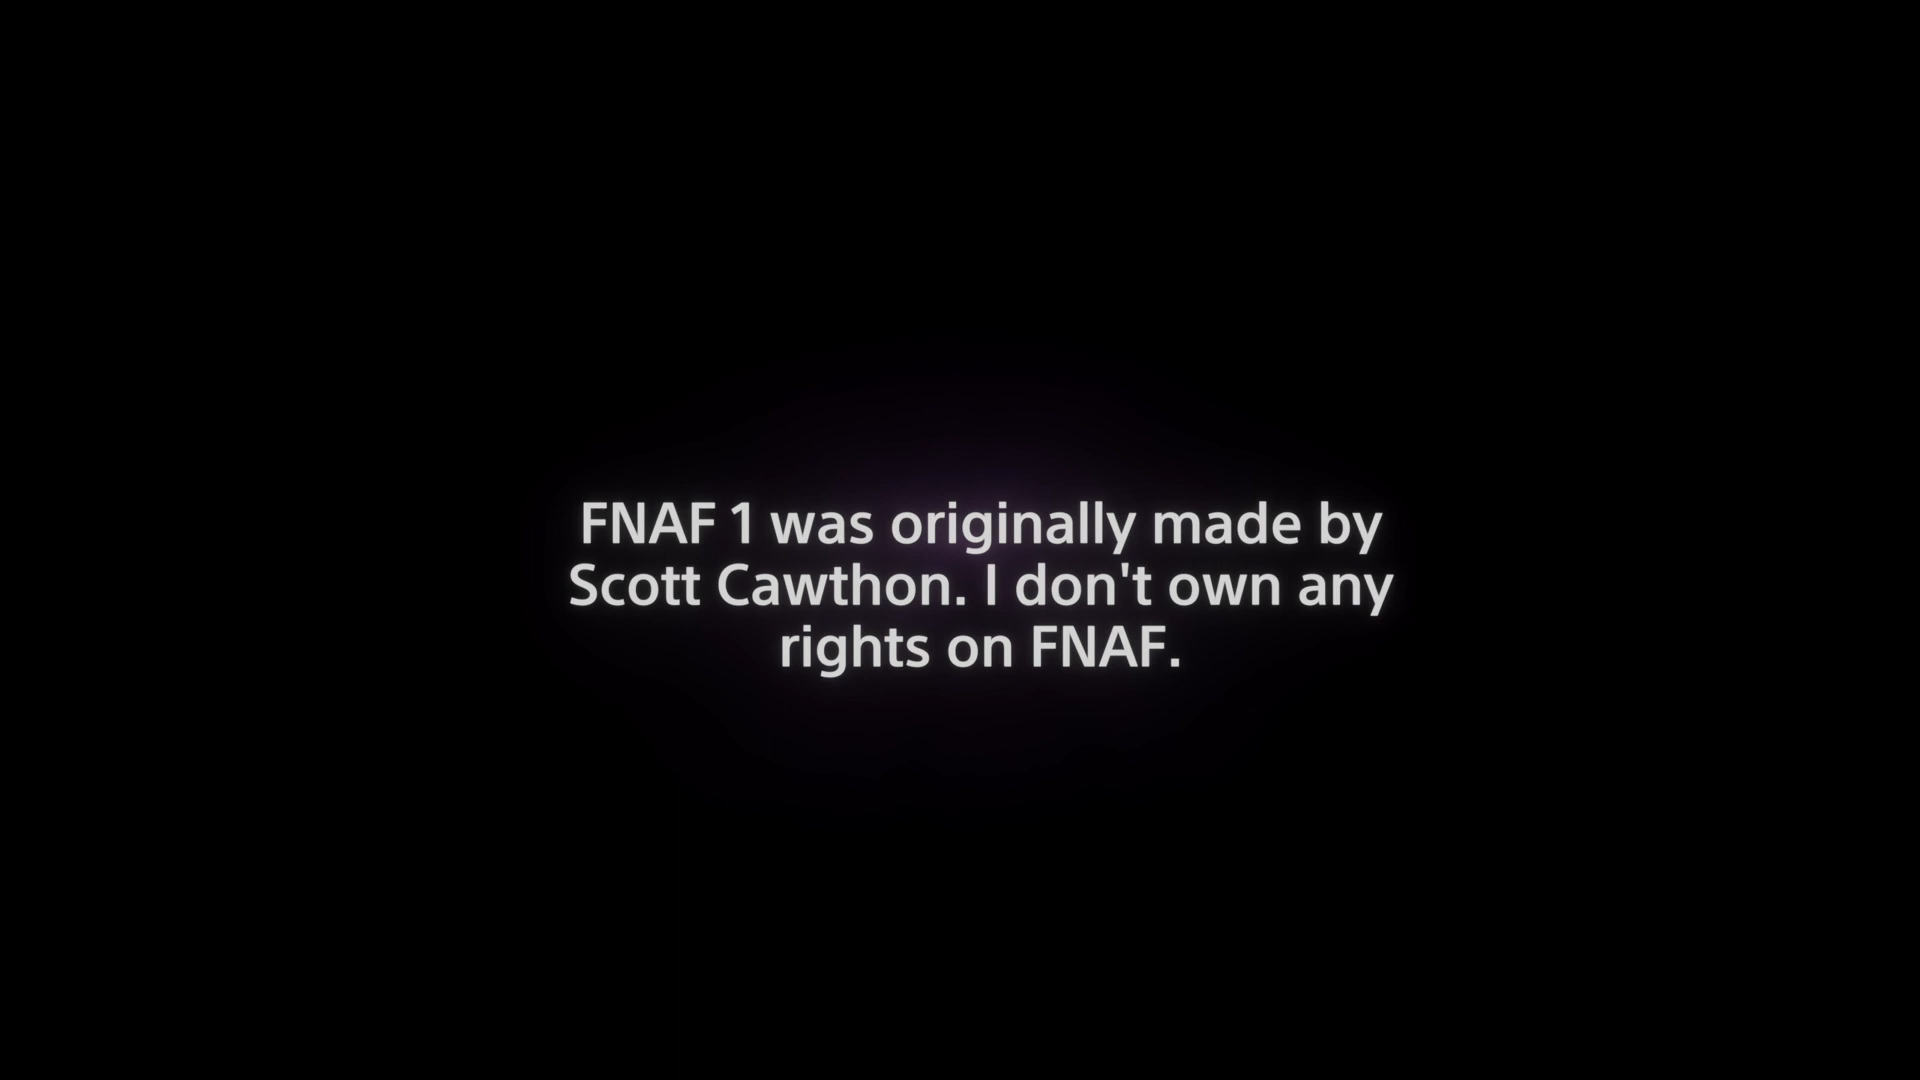 FNAF 1 was originally made by
Scott Cawthon. I don't own any
rights on FNAF.